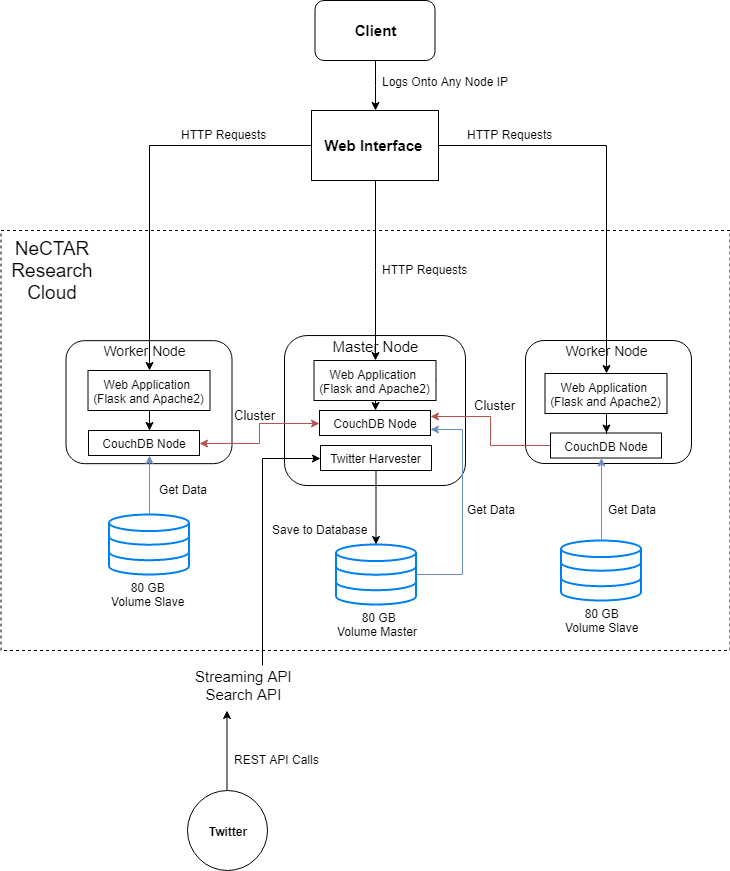 Client
Logs Onto Any Node IP
Web Interface
HTTP Requests
HTTP Requests
HTTP Requests
NeCTAR
Research
Cloud
Worker Node
Web Application
(Flask and Apache2)
CouchDB Node
Cluster
Master Node
Web Application
(Flask and Apache2)
CouchDB Node
Twitter Harvester
Cluster
Worker Node
Web Application
(Flask and Apache2)
CouchDB Node
Get Data
80 GB
Volume Slave
Save to Database
80 GB
Volume Master
Get Data
Get Data
80 GB
Volume Slave
Streaming API
Search API
REST API Calls
Twitter